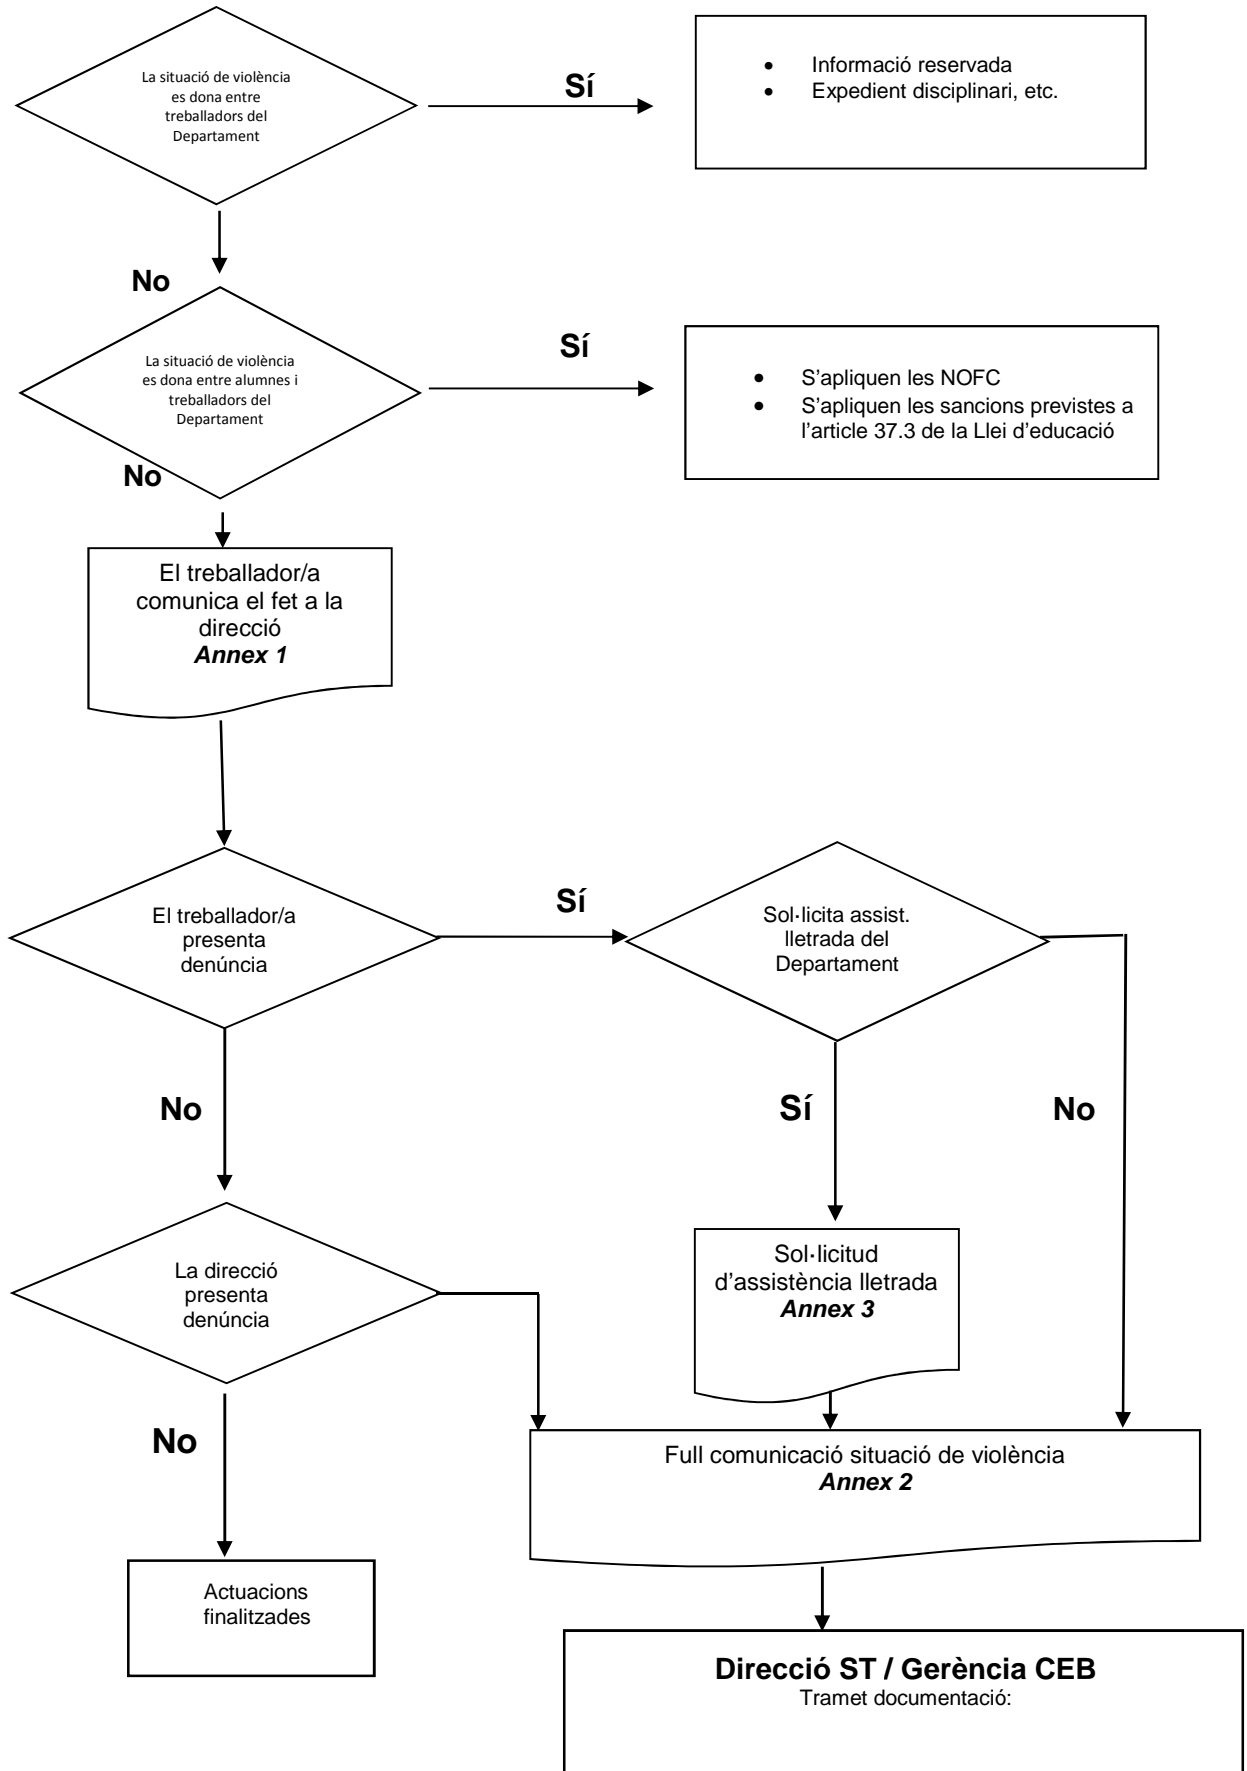 La situació de violència
es dona entre
treballadors del
Departament
Sí
• Informació reservada
• Expedient disciplinari, etc.
No
La situació de violència
es dona entre alumnes i
treballadors del
Departament
Sí
• S’apliquen les NOFC
• S’apliquen les sancions previstes a
l’article 37.3 de la Llei d’educació
No
El treballador/a
comunica el fet a la
direcció
Annex 1
El treballador/a
presenta
denúncia
Sí
Sol·licita assist.
lletrada del
Departament
No
Sí
No
La direcció
presenta
denúncia
Sol·licitud
d’assistència lletrada
Annex 3
No
Full comunicació situació de violència
Annex 2
Actuacions
finalitzades
Direcció ST / Gerència CEB
Tramet documentació: